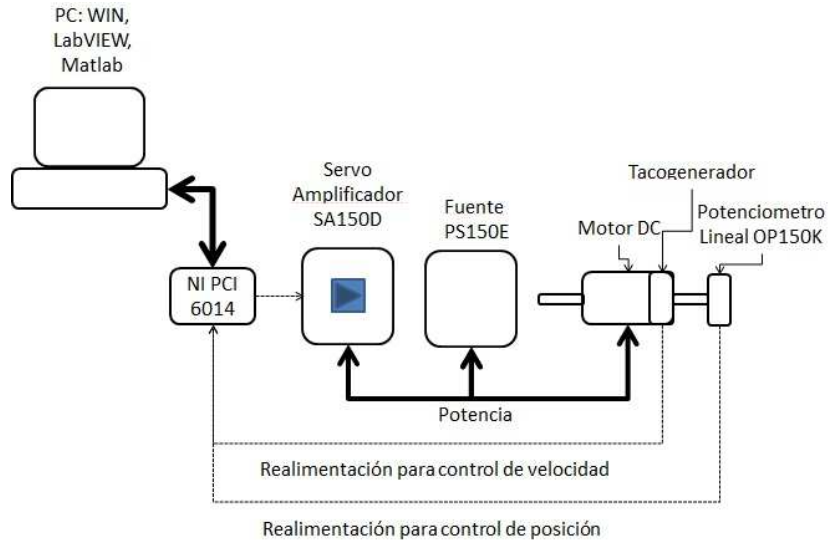 PC: WIN,
LabVIEW,
Matlab
Servo
Amplificador
SA150D
Fuente
PS150E
Tacogenerador
Motor DC
Potenciometro
Lineal OP150K
NI PCI
6014
Potencia
Realimentación para control de velocidad
Realimentación para control de posición